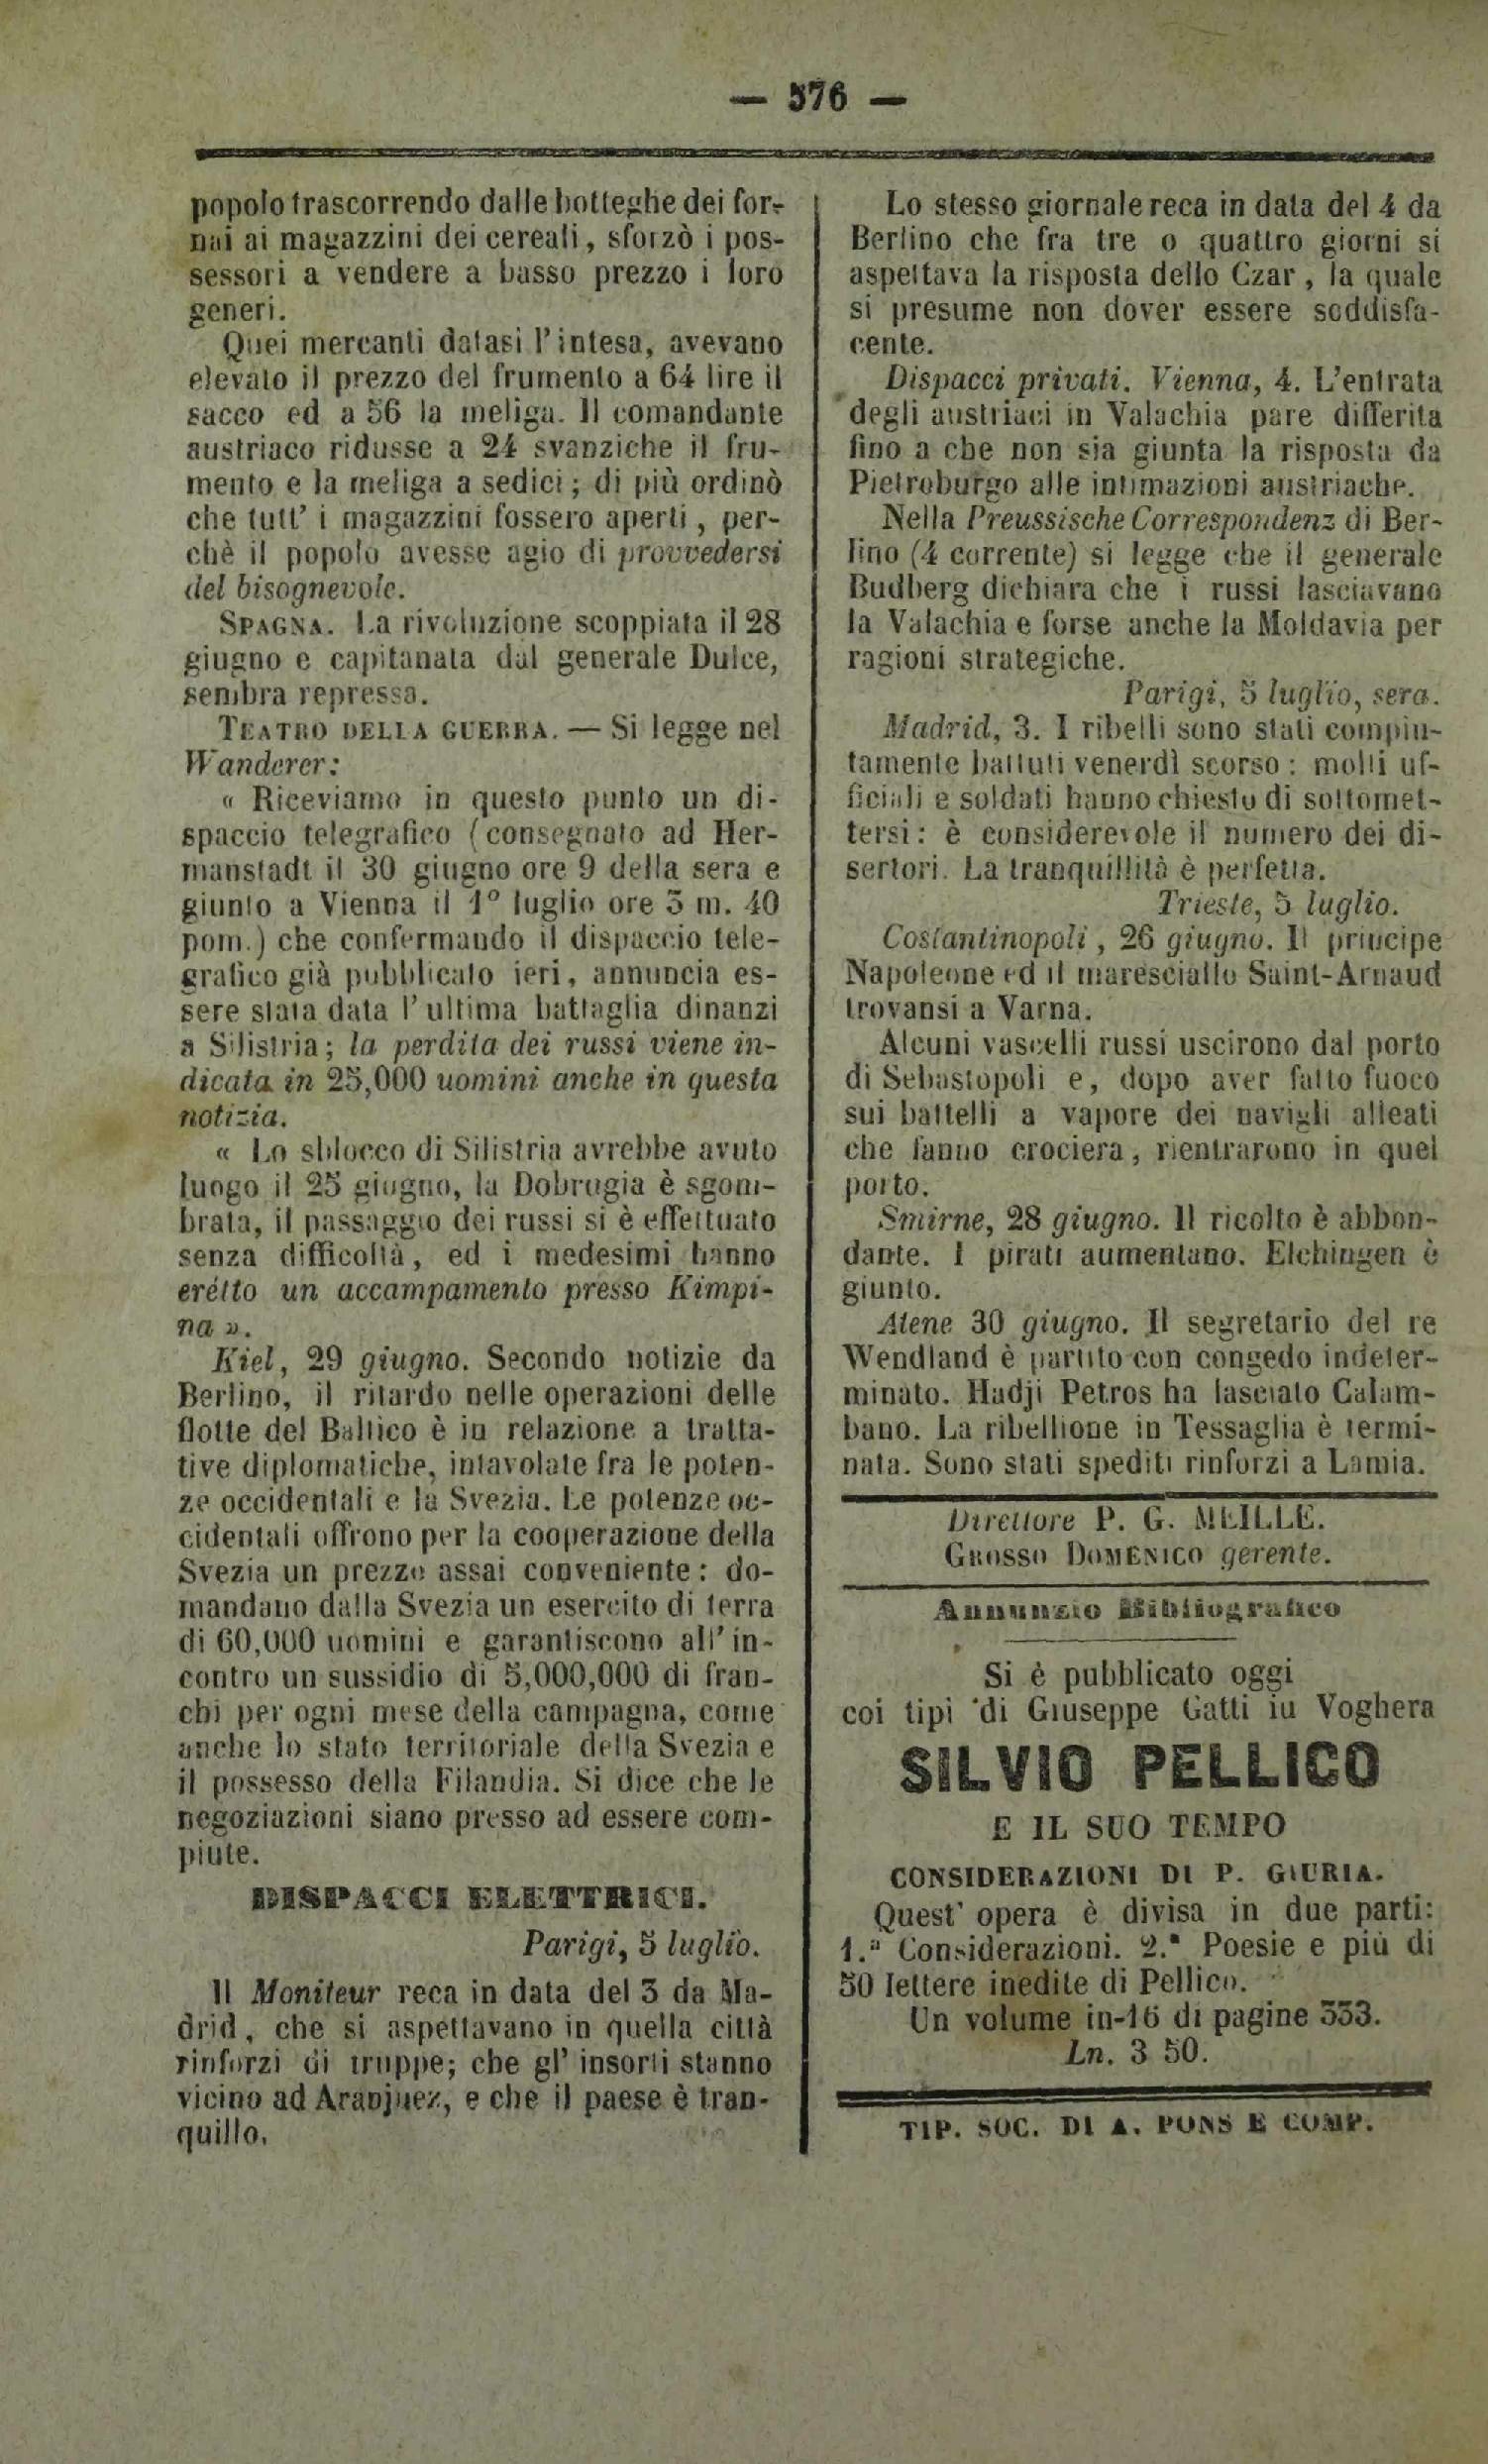 — 376 —
popolo trascorrendo dalle botteghe dei for-
nai ai magazzini dei cereali, sforzò i pos-
sessori a vendere a basso prezzo i loro
generi.
Quei mercanti datasi l'intesa, avevano
elevato il prezzo del frumento a 64 lire il
sacco ed a 56 la meliga. Il comandante
austriaco ridusse a 24 svanziche il fru-
mento e la meliga a sedici; di più ordinò
che tutt' i magazzini fossero aperti, per-
chè il popolo avesse agio di provvedersi
del bisognevole.
SPAGNA. La rivoluzione scoppiata il 28
giugno e capitanata dal generale Dulce,
sembra repressa.
TEATRO DELLA GUERRA. — Si legge nel
Wanderer:
« Riceviamo in questo punto un di-
spaccio telegrafico (consegnato ad Her-
manstadt il 30 giugno ore 9 della sera e
giunto a Vienna il 1° luglio ore 3 m. 40
pom.) che confermando il dispaccio tele-
grafico già pubblicato ieri, annuncia es-
sere stata data l'ultima battaglia dinanzi
a Silistria; la perdita dei russi viene in-
dicata in 25,000 uomini anche in questa
notizia.
« Lo sblocco di Silistria avrebbe avuto
luogo il 25 giugno, la Dobrugia è sgom-
brata, il passaggio dei russi si è effettuato
senza difficoltà, ed i medesimi hanno
erétto un accampamento presso Kimpi-
na ».
Kiel, 29 giugno. Secondo notizie da
Berlino, il ritardo nelle operazioni delle
flotte del Baltico è in relazione a tratta-
tive diplomatiche, intavolate fra le poten-
ze occidentali e la Svezia. Le potenze oc-
cidentali offrono per la cooperazione della
Svezia un prezzo assai conveniente: do-
mandano dalla Svezia un esercito di terra
di 60,000 uomini e garantiscono all'in-
contro un sussidio di 5,000,000 di fran-
chi per ogni mese della campagna, come
anche lo stato territoriale della Svezia e
il possesso della Filandia. Si dice che le
negoziazioni siano presso ad essere com-
piute.
DISPACCI ELETTRICI.
Parigi, 5 luglio.
Il Moniteur reca in data del 3 da Ma-
drid, che si aspettavano in quella città
rinforzi di truppe; che gl' insorti stanno
vicino ad Aranjuez, e che il paese è tran-
quillo.
Lo stesso giornale reca in data del 4 da
Berlino che fra tre o quattro giorni si
aspettava la risposta dello Czar, la quale
si presume non dover essere soddisfa-
cente.
Dispacci privati. Vienna, 4. L'entrata
degli austriaci in Valachia pare differita
fino a che non sia giunta la risposta da
Pietroburgo alle intimazioni austriache.
Nella Preussische Correspondenz di Ber-
lino (4 corrente) si legge che il generale
Budberg dichiara che i russi lasciavano
la Valachia e forse anche la Moldavia per
ragioni strategiche.
Parigi, 5 luglio, sera.
Madrid, 3. I ribelli sono stati compiu-
tamente battuti venerdì scorso: molti uf-
ficiali e soldati hanno chiesto di sottomet-
tersi: è considerevole il numero dei di-
sertori. La tranquillità è perfetta.
Trieste, 5 luglio.
Costantinopoli, 26 giugno. Il principe
Napoleone ed il maresciallo Saint-Arnaud
trovansi a Varna.
Alcuni vascelli russi uscirono dal porto
di Sebastopoli e, dopo aver fatto fuoco
sui battelli a vapore dei navigli alleati
che fanno crociera, rientrarono in quel
porto.
Smirne, 28 giugno. Il ricolto è abbon-
dante. I pirati aumentano. Elchingen è
giunto.
Atene 30 giugno. Il segretario del re
Wendland è partito con congedo indeter-
minato. Hadji Petros ha lasciato Calam-
bano. La ribellione in Tessaglia è termi-
nata. Sono stati spediti rinforzi a Lamia.
Direttore P. G. MEILLE.
GROSSO DOMENICO gerente.
Annunzio Bibliografico
Si è pubblicato oggi
coi tipi di Giuseppe Gatti in Voghera
SILVIO PELLICO
E IL SUO TEMPO
CONSIDERAZIONI DI P. GIURIA.
Quest' opera è divisa in due parti:
1.ª Considerazioni. 2.ª Poesie e più di
50 lettere inedite di Pellico.
Un volume in-16 di pagine 333.
Ln. 3 50.
TIP. SOC. DI A. PONS E COMP.